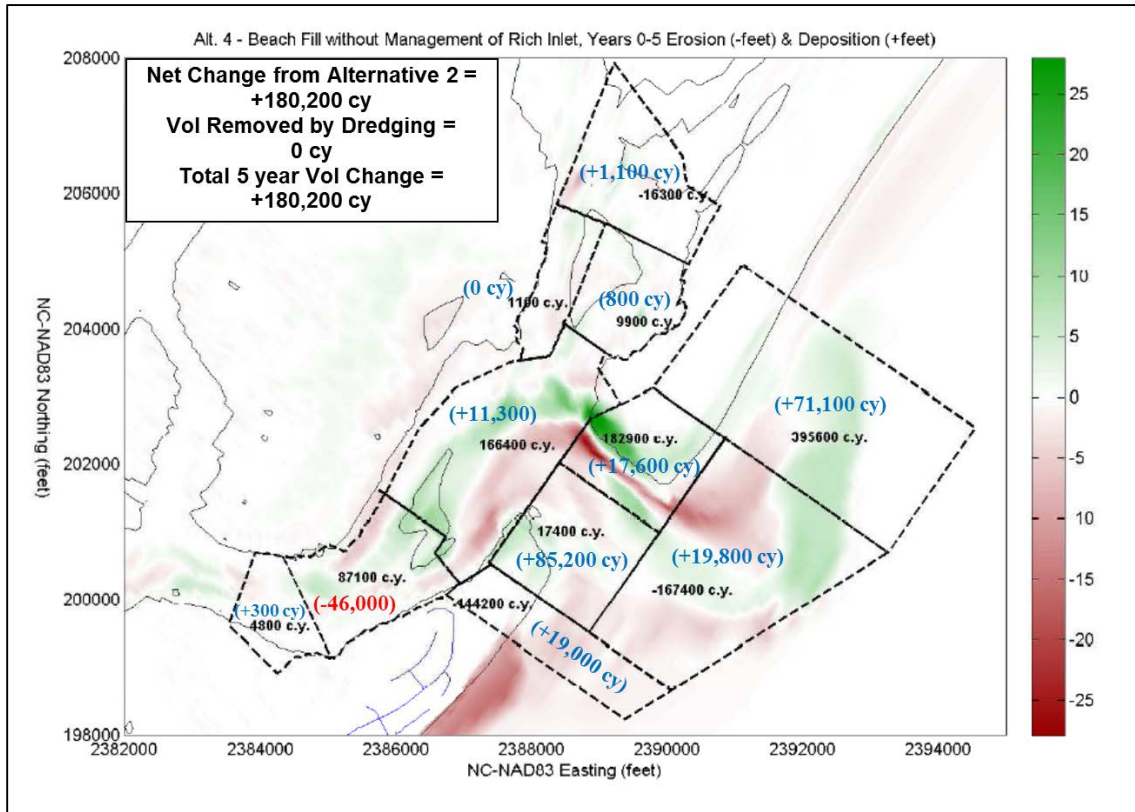 Alt. 4 - Beach Fill without Management of Rich Inlet, Years 0-5 Erosion (-feet) & Deposition (+feet)
Net Change from Alternative 2 =
+180,200 cy
Vol Removed by Dredging =
0 cy
Total 5 year Vol Change =
+180,200 cy
208000
206000
204000
202000
200000
198000
NC-NAD83 Northing (feet)
(+1,100 cy)
-16300 c.y.
(0 cy)
1100 c.y.
(800 cy)
9900 c.y.
(+11,300)
166400 c.y.
-182900 c.y.
(+17,600 cy)
(+71,100 cy)
395600 c.y.
17400 c.y.
(+85,200 cy)
(+19,800 cy)
-167400 c.y.
87100 c.y.
(-46,000)
(+300 cy)
4800 c.y.
-444200 c.y.
(+19,000 cy)
2382000
2384000
2386000
2388000
2390000
2392000
2394000
NC-NAD83 Easting (feet)
25
20
15
10
5
0
-5
-10
-15
-20
-25